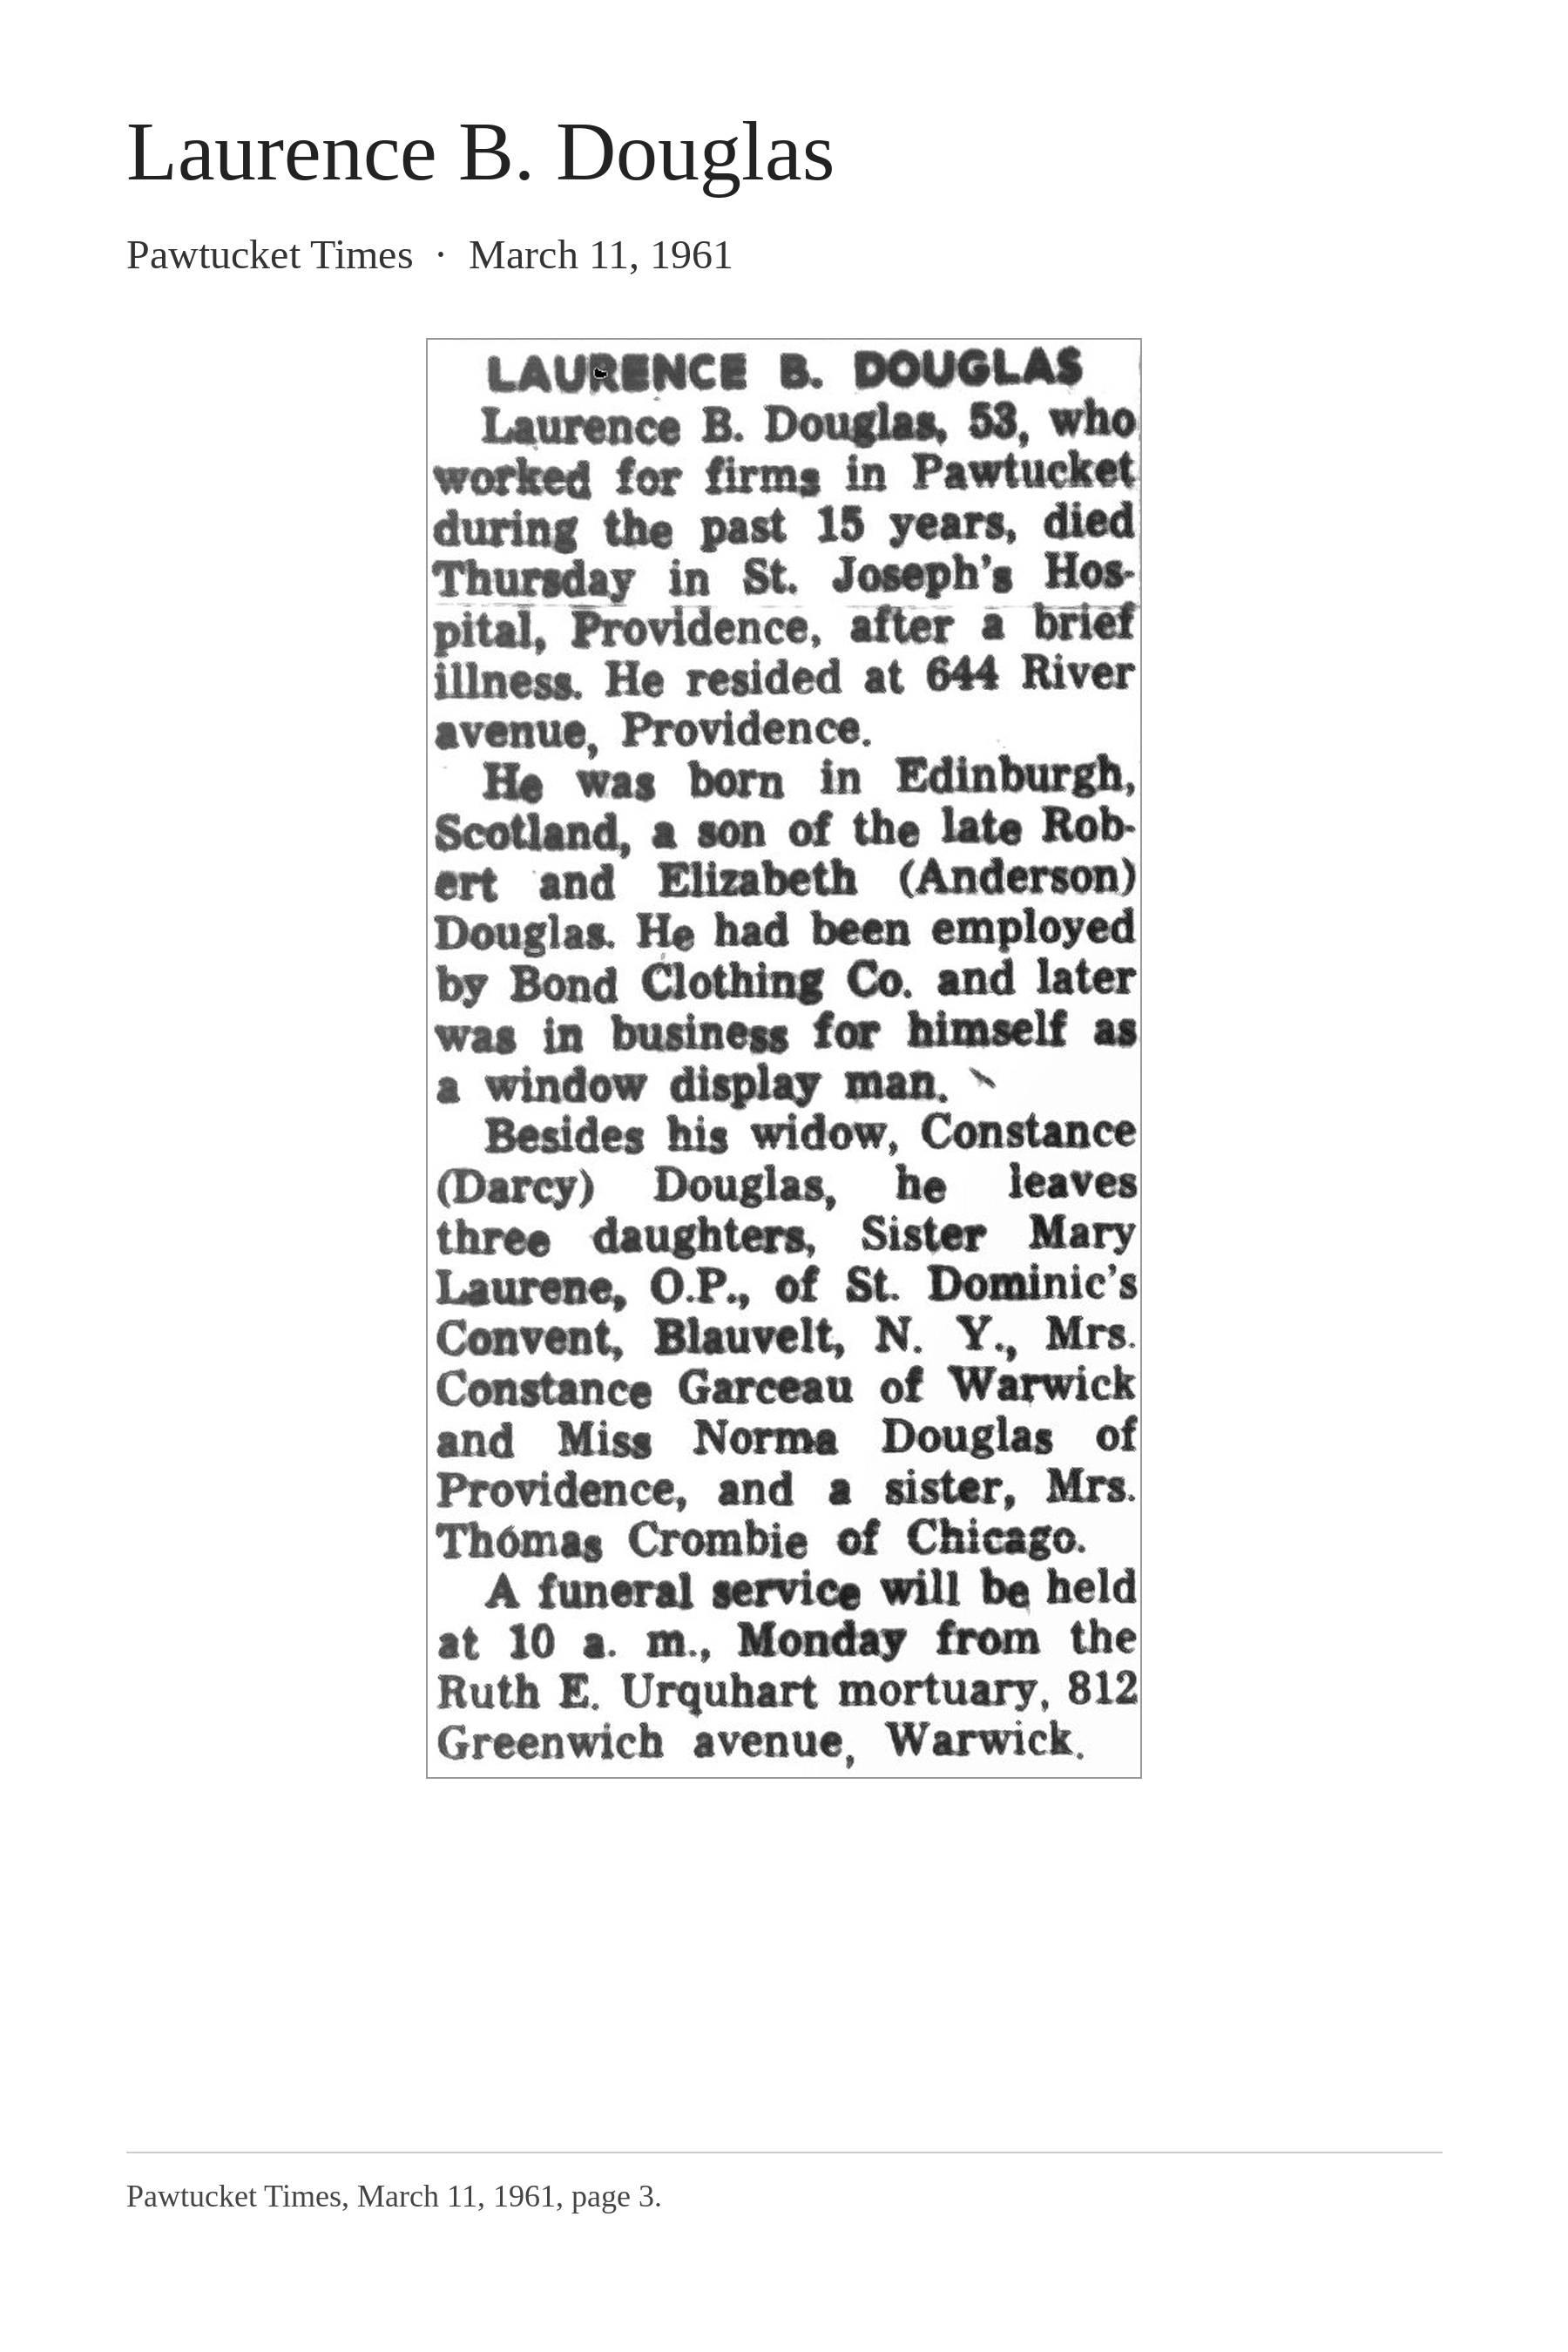 Laurence B. Douglas
Pawtucket Times · March 11, 1961
LAURENCE B. DOUGLAS
Laurence B. Douglas, 53, who
worked for firms in Pawtucket
during the past 15 years, died
Thursday in St. Joseph's Hos-
pital, Providence, after a brief
illness. He resided at 644 River
avenue, Providence.
He was born in Edinburgh,
Scotland, a son of the late Rob-
ert and Elizabeth (Anderson)
Douglas. He had been employed
by Bond Clothing Co. and later
was in business for himself as
a window display man.
Besides his widow, Constance
(Darcy) Douglas, he leaves
three daughters, Sister Mary
Laurene, O.P., of St. Dominic's
Convent, Blauvelt, N. Y., Mrs.
Constance Garceau of Warwick
and Miss Norma Douglas of
Providence, and a sister, Mrs.
Thomas Crombie of Chicago.
A funeral service will be held
at 10 a. m., Monday from the
Ruth E. Urquhart mortuary, 812
Greenwich avenue, Warwick.
Pawtucket Times, March 11, 1961, page 3.